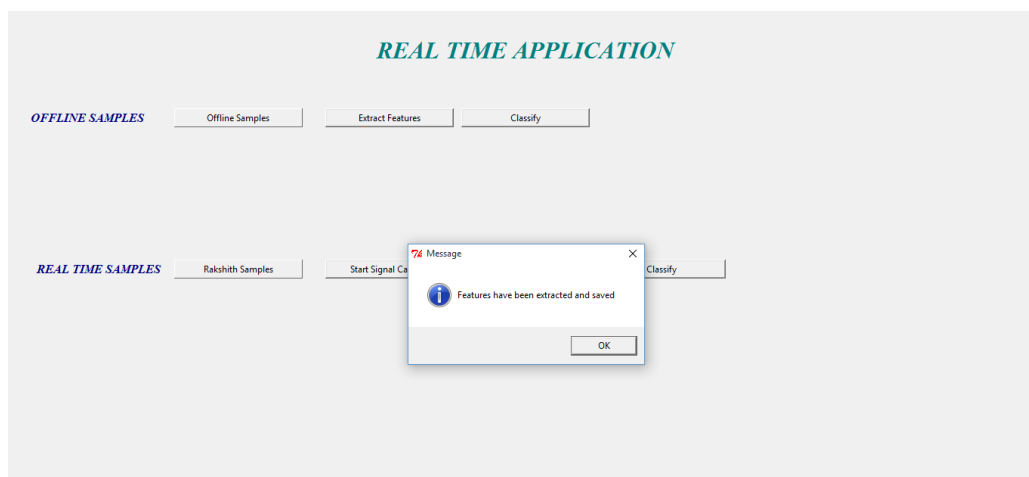 REAL TIME APPLICATION
OFFLINE SAMPLES Offline Samples Extract Features Classify
Message
REAL TIME SAMPLES Rakshith Samples Start Signal Classify
Features have been extracted and saved
OK